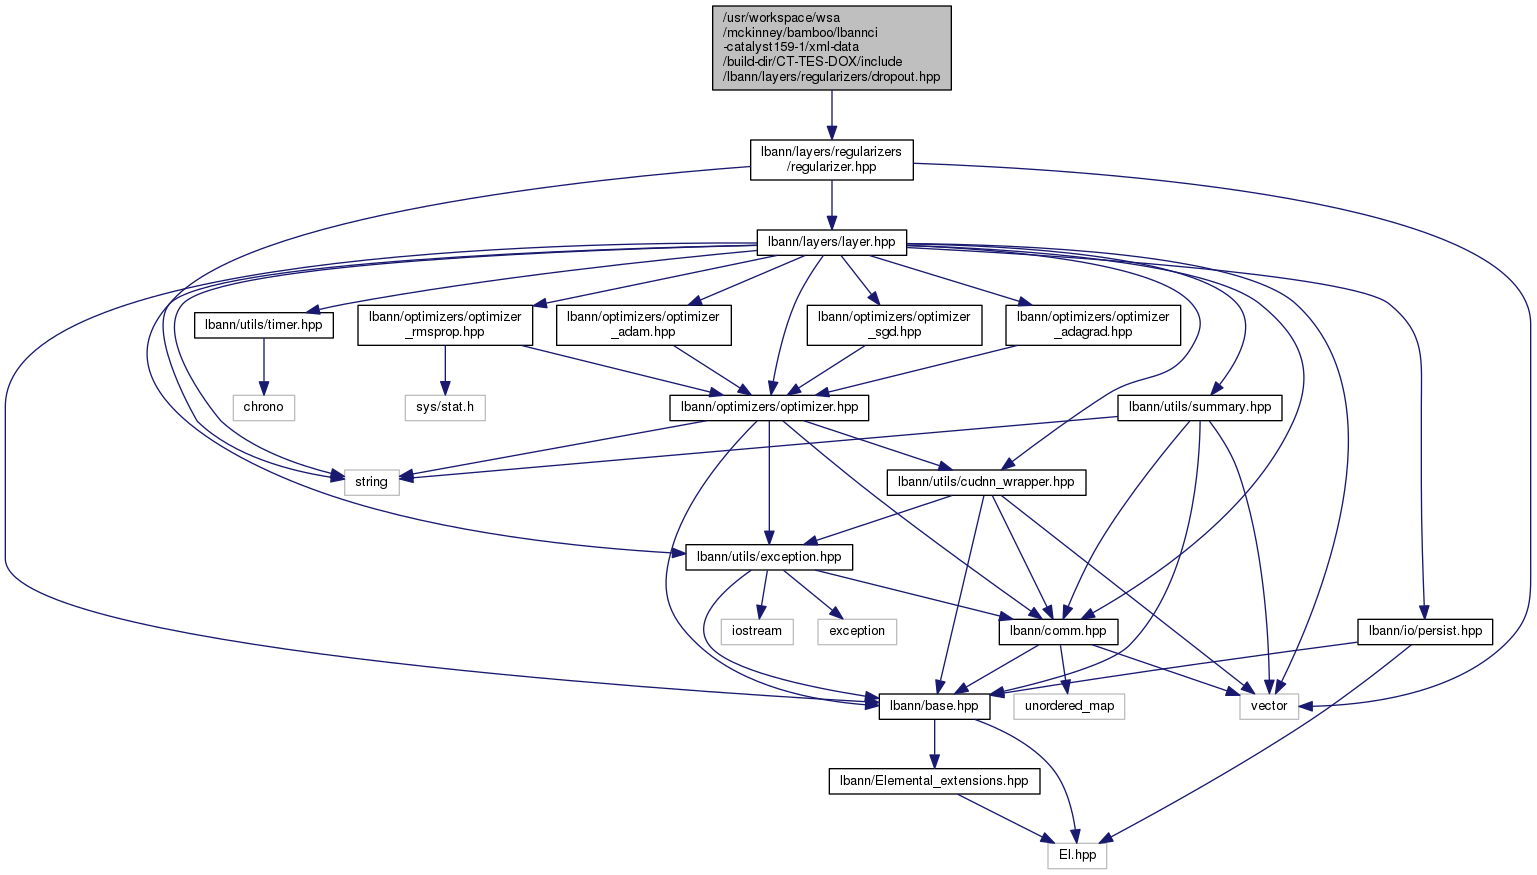 /usr/workspace/wsa
/mckinney/bamboo/lbannci
-catalyst159-1/xml-data
/build-dir/CT-TES-DOX/include
/lbann/layers/regularizers/dropout.hpp
lbann/layers/regularizers
/regularizer.hpp
lbann/layers/layer.hpp
lbann/utils/timer.hpp
lbann/optimizers/optimizer
_rmsprop.hpp
lbann/optimizers/optimizer
_adam.hpp
lbann/optimizers/optimizer
_sgd.hpp
lbann/optimizers/optimizer
_adagrad.hpp
chrono
sys/stat.h
lbann/optimizers/optimizer.hpp
lbann/utils/summary.hpp
string
lbann/utils/cudnn_wrapper.hpp
lbann/utils/exception.hpp
iostream
exception
lbann/comm.hpp
lbann/io/persist.hpp
lbann/base.hpp
unordered_map
vector
lbann/Elemental_extensions.hpp
El.hpp